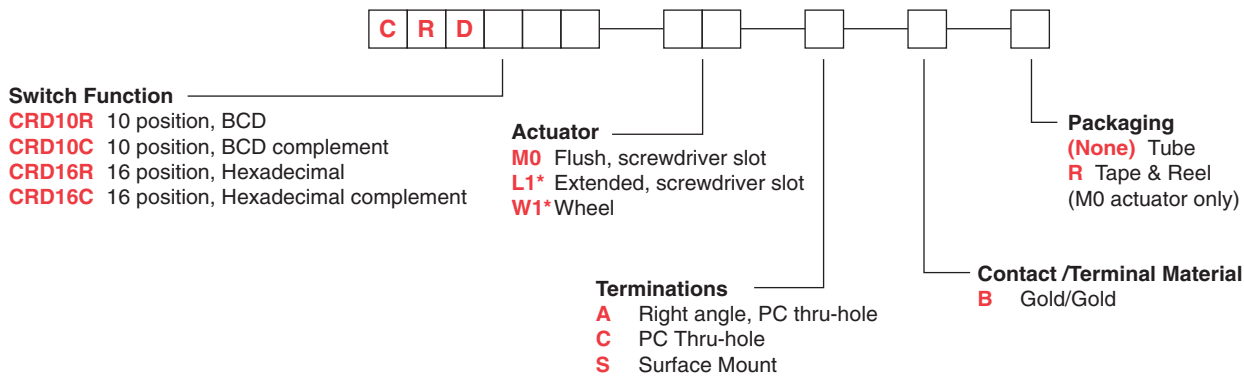 C R D
Switch Function
CRD10R 10 position, BCD
CRD10C 10 position, BCD complement
CRD16R 16 position, Hexadecimal
CRD16C 16 position, Hexadecimal complement
Actuator
M0 Flush, screwdriver slot
L1* Extended, screwdriver slot
W1* Wheel
Packaging
(None) Tube
R Tape & Reel
(M0 actuator only)
Terminations
A Right angle, PC thru-hole
C PC Thru-hole
S Surface Mount
Contact /Terminal Material
B Gold/Gold